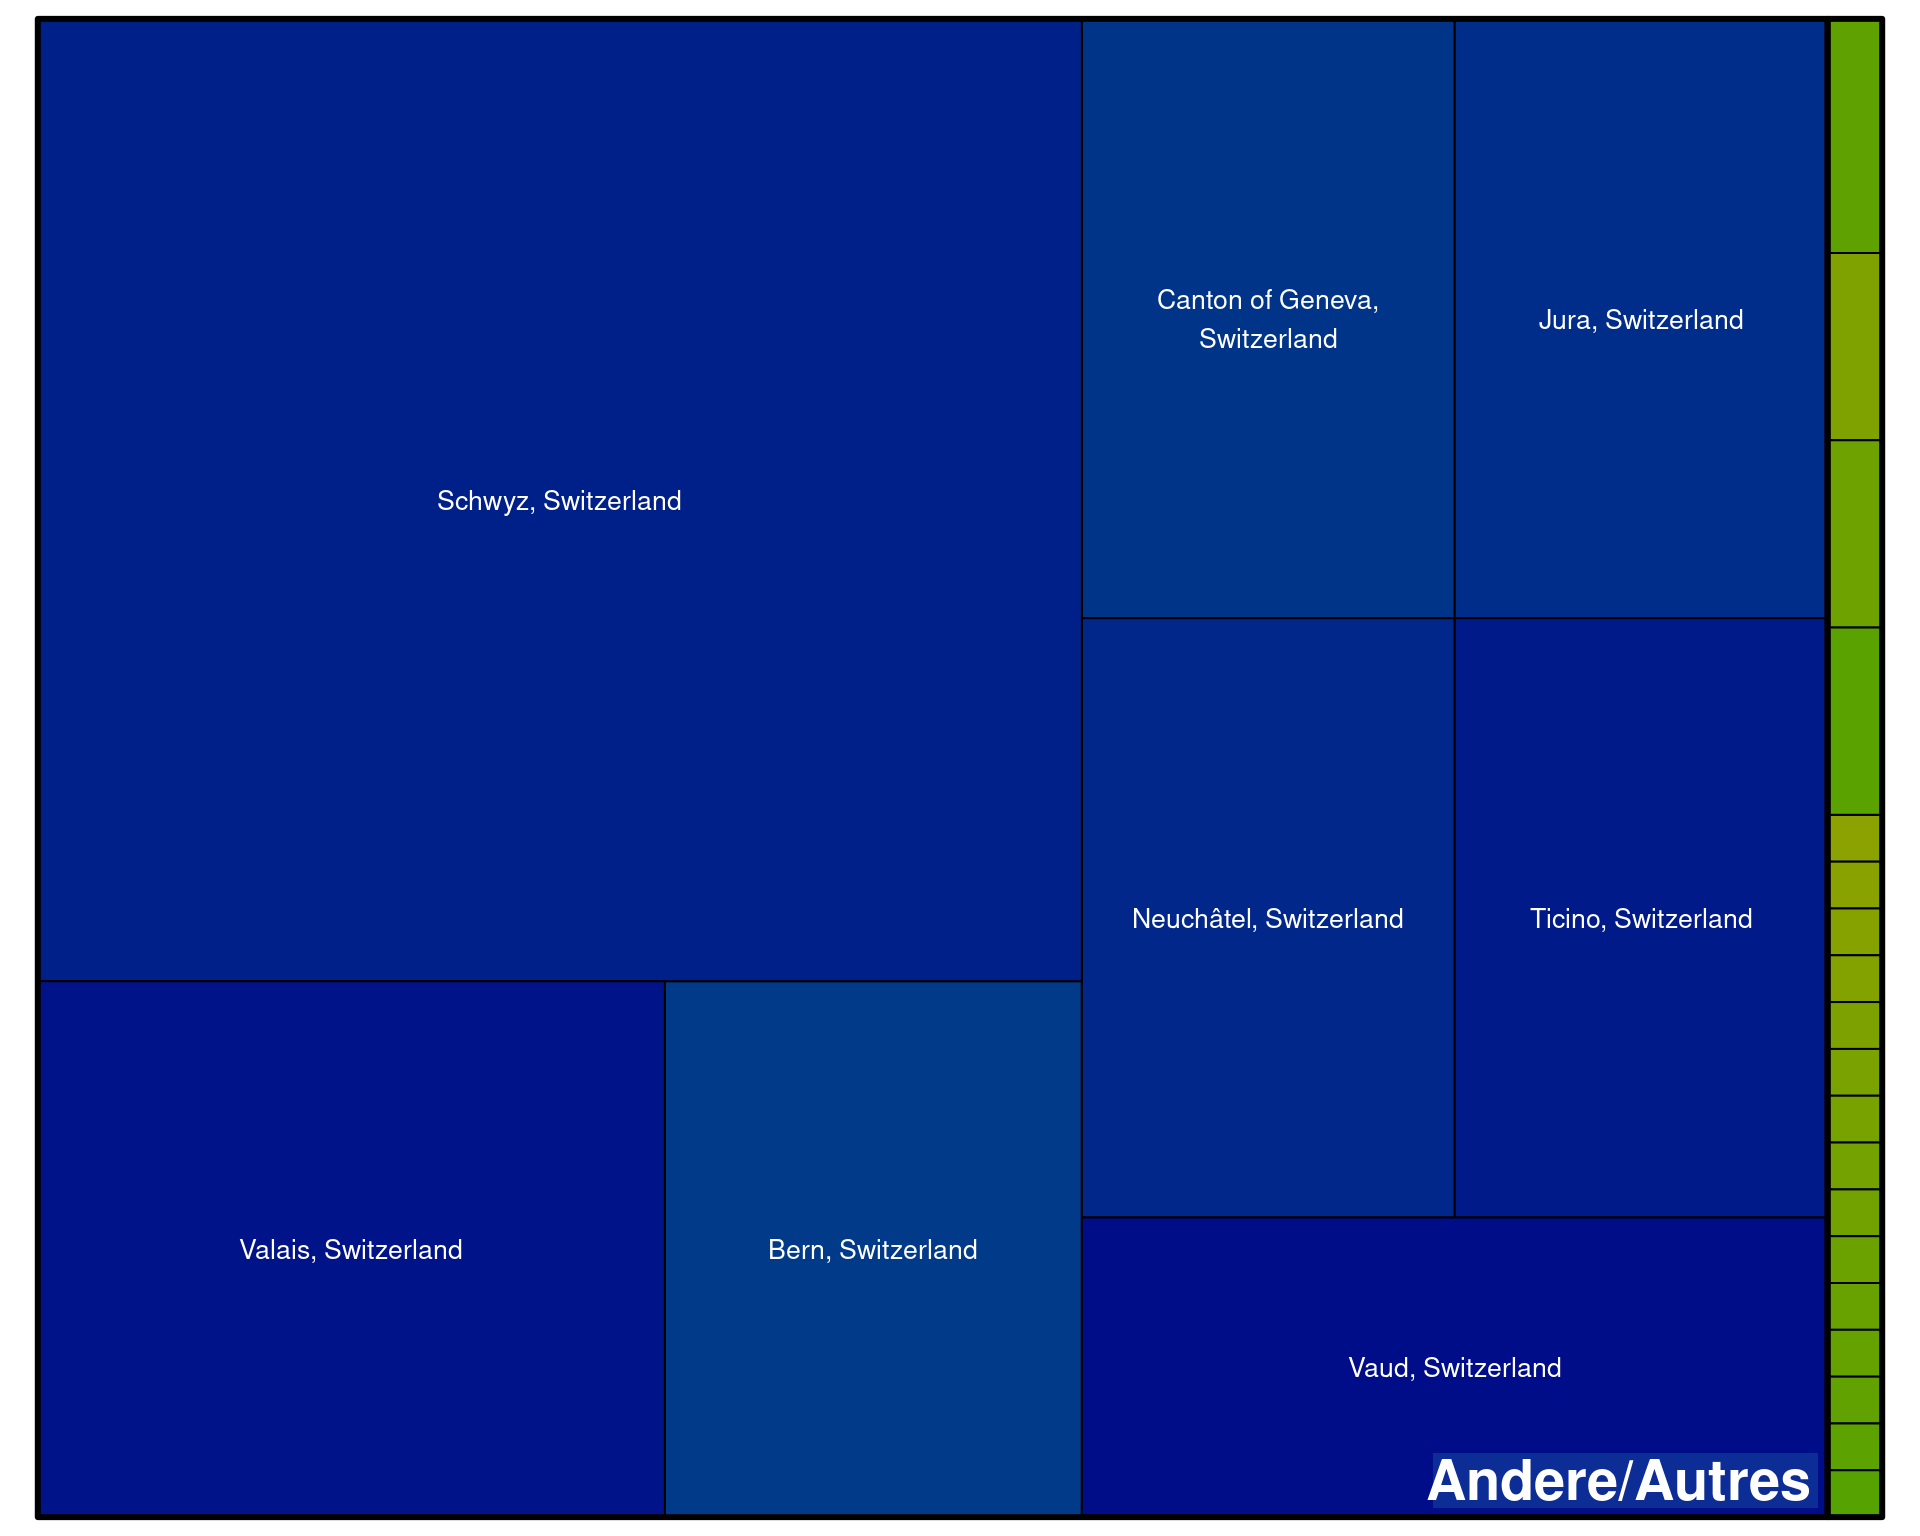 Schwyz, Switzerland
Canton of Geneva,
Switzerland
Jura, Switzerland
Neuchâtel, Switzerland
Ticino, Switzerland
Valais, Switzerland
Bern, Switzerland
Vaud, Switzerland
Andere/Autres